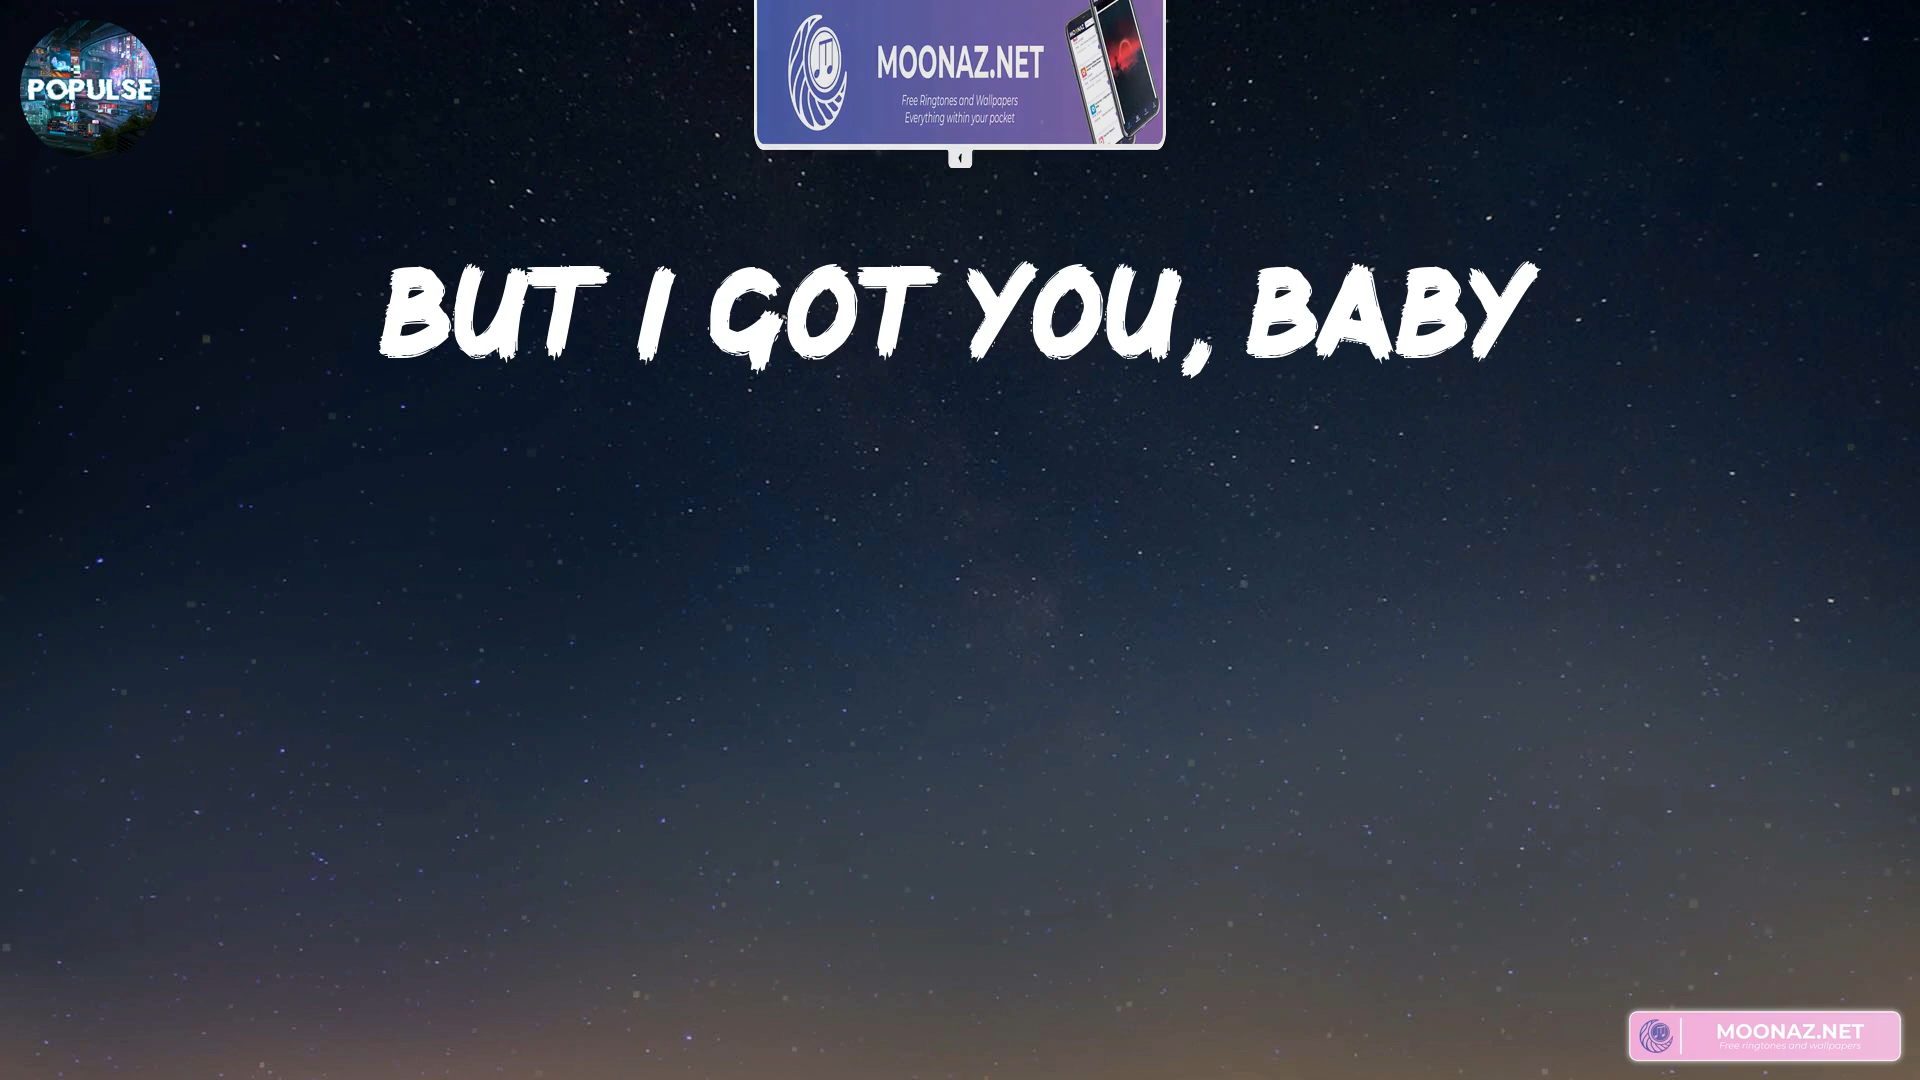 POPULSE
MOONAZ.NET
Free Ringtones and Wallpapers
Everything within your pocket
BUT I GOT YOU, BABY
MOONAZ.NET
Free ringtones and wallpapers